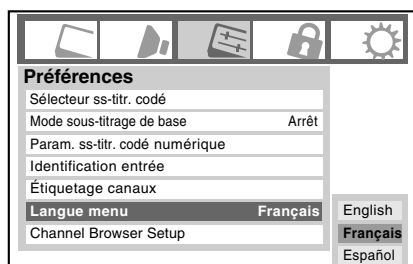 Préférences
Sélecteur ss-titr. codé
Mode sous-titrage de base Arrêt
Param. ss-titr. codé numérique
Identification entrée
Étiquetage canaux
Langue menu Français
Channel Browser Setup
English
Français
Español